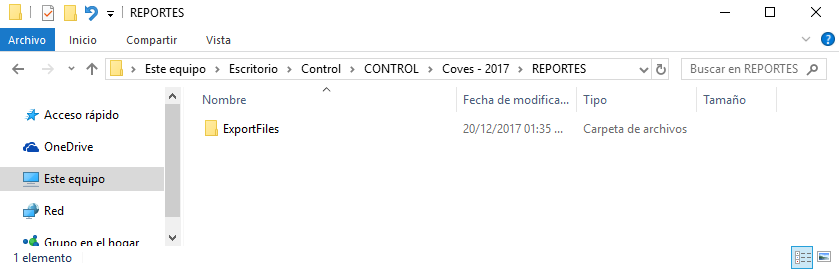 REPORTES
Archivo Inicio Compartir Vista
Este equipo Escritorio Control CONTROL Coves - 2017 REPORTES Buscar en REPORTES
Nombre Fecha de modifica... Tipo Tamaño
Acceso rápido
ExportFiles 20/12/2017 01:35 ... Carpeta de archivos
OneDrive
Este equipo
Red
Grupo en el hogar
1 elemento